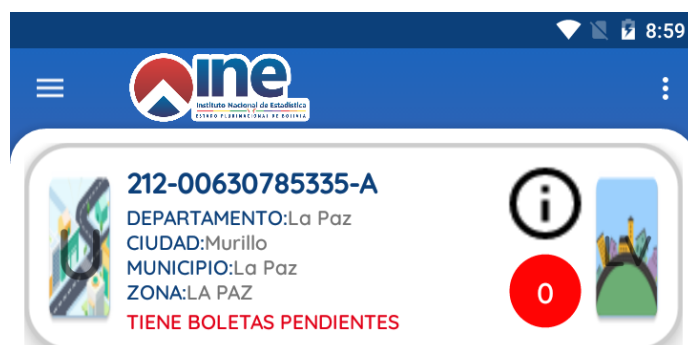 8:59
ine
Instituto Nacional de Estadística
ESTADO PLURINACIONAL DE BOLIVIA
212-00630785335-A
DEPARTAMENTO:La Paz
CIUDAD:Murillo
MUNICIPIO:La Paz
ZONA:LA PAZ
TIENE BOLETAS PENDIENTES
U
i
0
LV